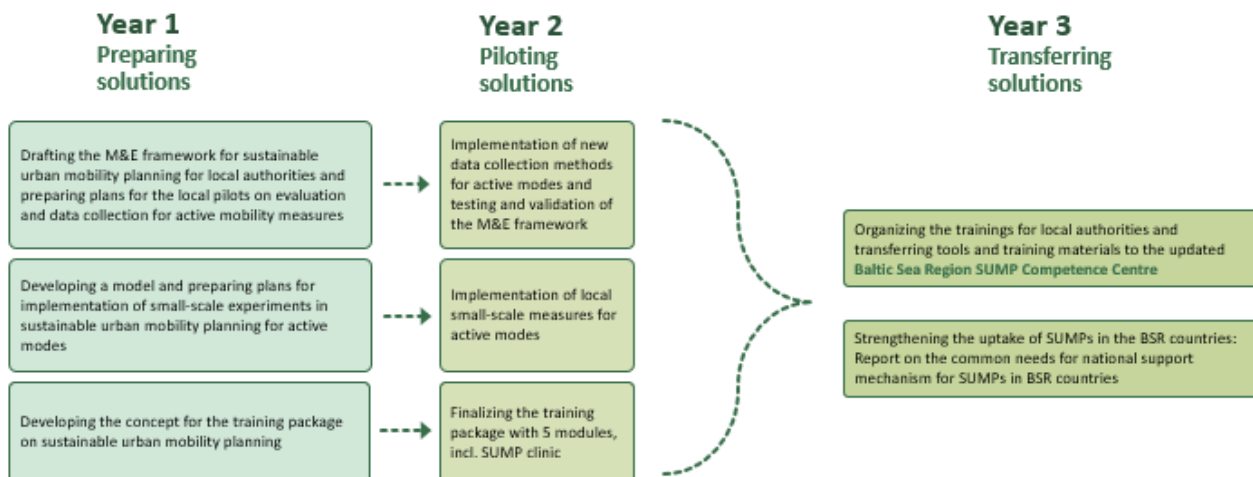 Year 1
Preparing
solutions
Year 2
Piloting
solutions
Year 3
Transferring
solutions
Drafting the M&E framework for sustainable
urban mobility planning for local authorities and
preparing plans for the local pilots on evaluation
and data collection for active mobility measures
Implementation of new
data collection methods
for active modes and
testing and validation of
the M&E framework
Developing a model and preparing plans for
implementation of small-scale experiments in
sustainable urban mobility planning for active
modes
Implementation of local
small-scale measures for
active modes
Developing the concept for the training package
on sustainable urban mobility planning
Finalizing the training
package with 5 modules,
incl. SUMP clinic
Organizing the trainings for local authorities and
transferring tools and training materials to the updated
Baltic Sea Region SUMP Competence Centre
Strengthening the uptake of SUMPs in the BSR countries:
Report on the common needs for national support
mechanism for SUMPs in BSR countries